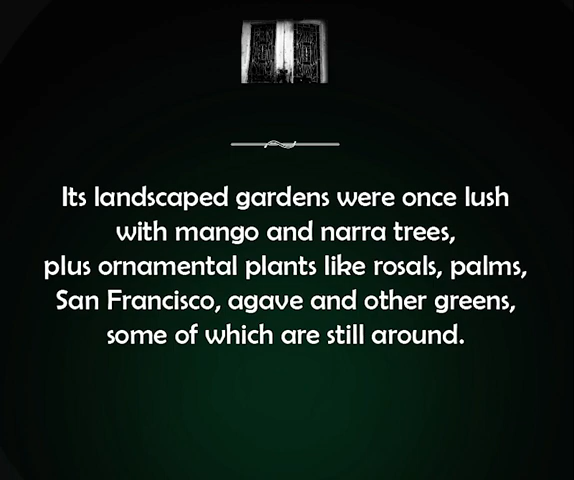 Its landscaped gardens were once lush
with mango and narra trees,
plus ornamental plants like rosals, palms,
San Francisco, agave and other greens,
some of which are still around.